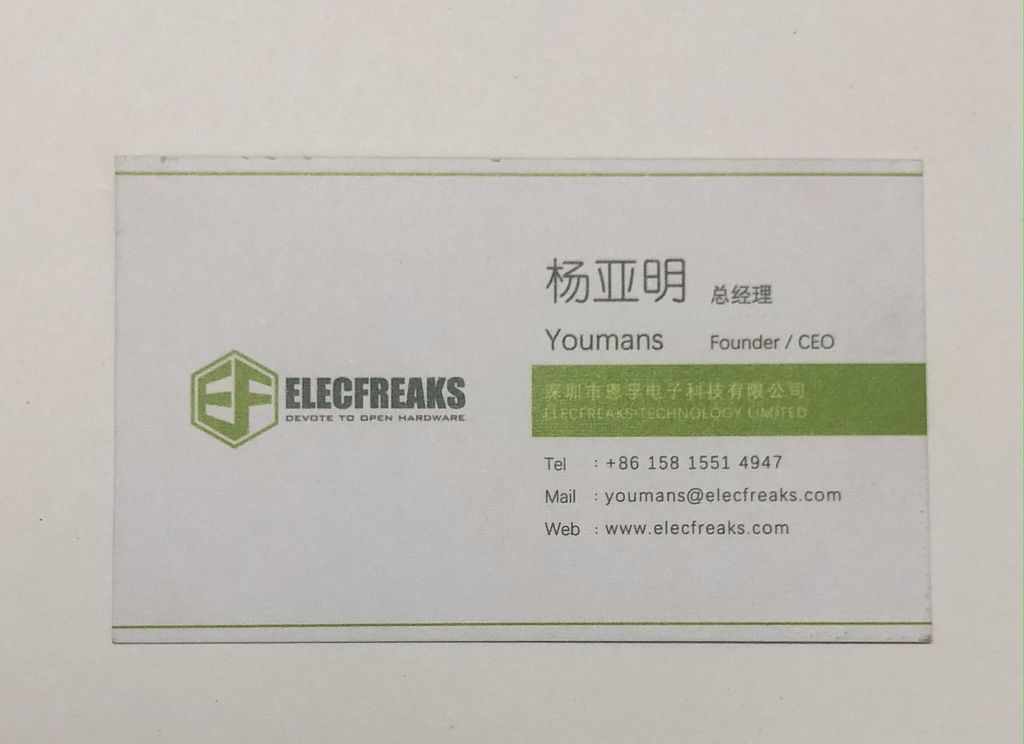 EF ELECFREAKS
DEVOTE TO OPEN HARDWARE
杨亚明 总经理
Youmans Founder / CEO
深圳市恩孚电子科技有限公司
ELECFREAKS TECHNOLOGY LIMITED
Tel : +86 158 1551 4947
Mail : youmans@elecfreaks.com
Web : www.elecfreaks.com